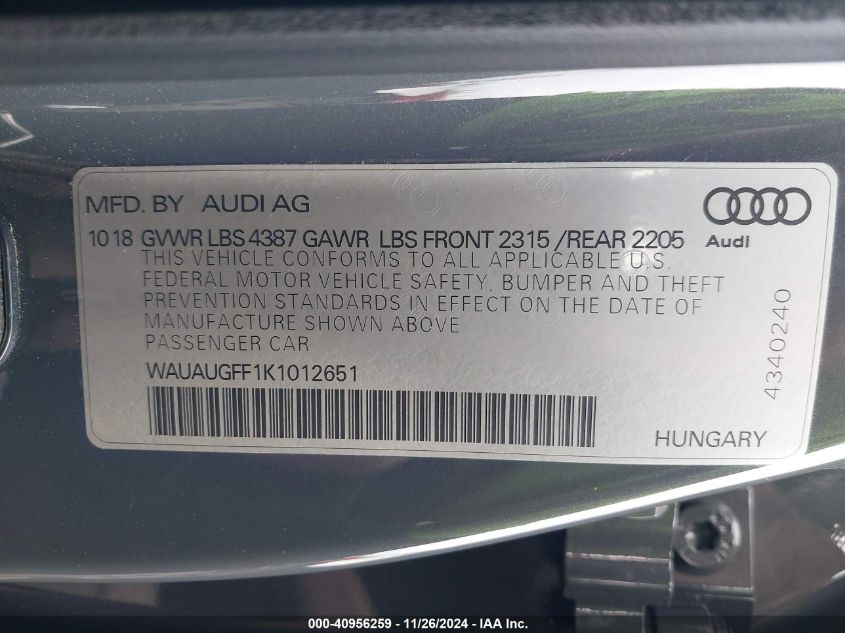 MFD. BY AUDI AG
1018 GVWR LBS 4387 GAWR LBS FRONT 2315 /REAR 2205
Audi
THIS VEHICLE CONFORMS TO ALL APPLICABLE U.S.
FEDERAL MOTOR VEHICLE SAFETY, BUMPER AND THEFT
PREVENTION STANDARDS IN EFFECT ON THE DATE OF
MANUFACTURE SHOWN ABOVE
PASSENGER CAR
WAUAUGFF1K1012651
4340240
HUNGARY
000-40956259 - 11/26/2024 - IAA Inc.